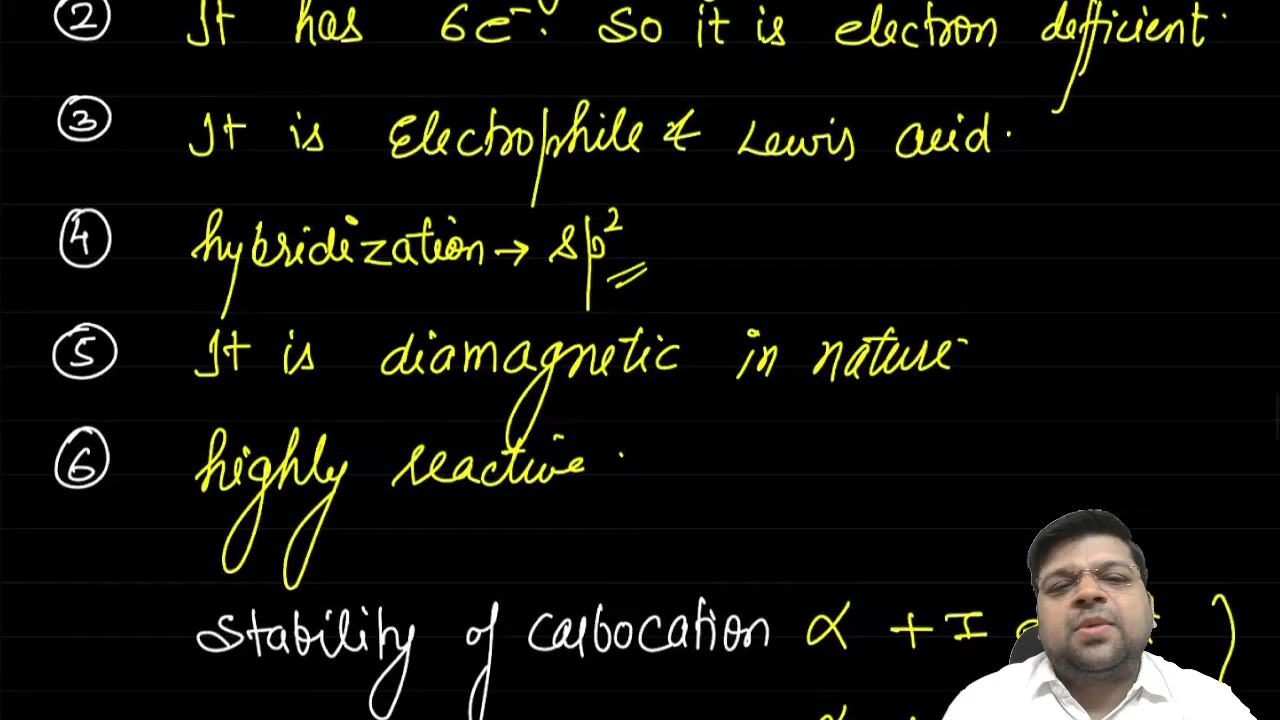 ② It has 6e⁻. So it is electron defficient.
③ It is Electrophile & Lewis acid.
④ hybridization → sp²
⑤ It is diamagnetic in nature
⑥ highly reactive.
Stability of carbocation α + I
α